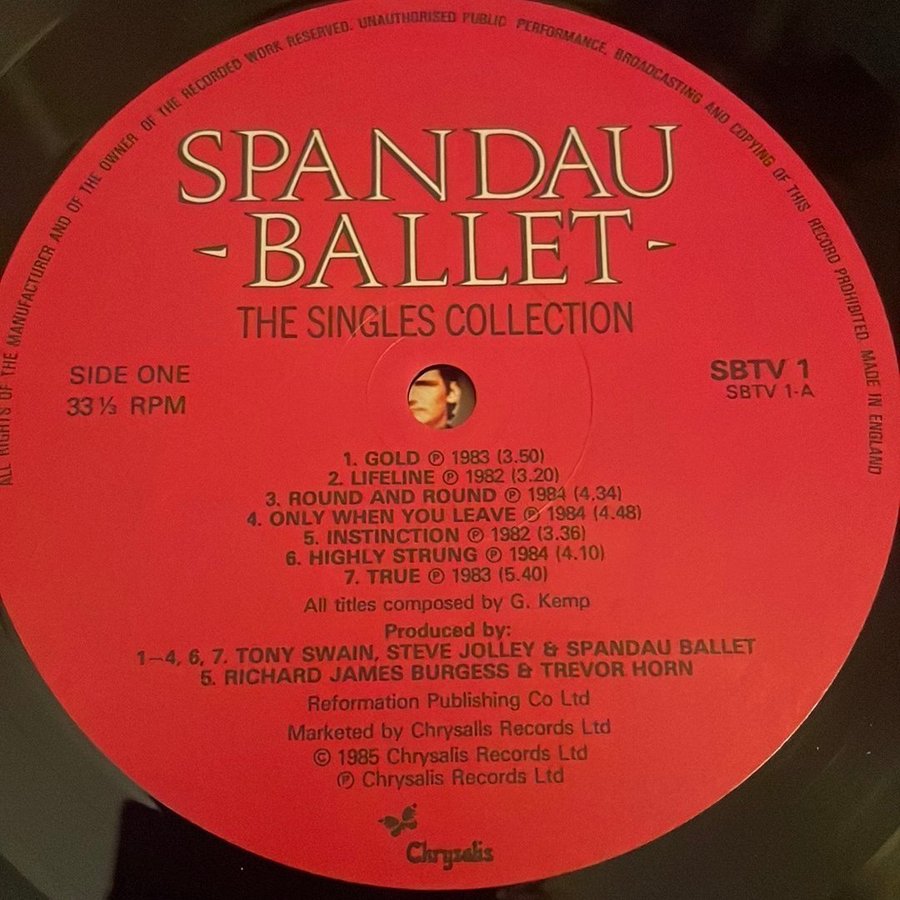 ALL RIGHTS OF THE MANUFACTURER AND OF THE OWNER OF THE RECORDED WORK RESERVED. UNAUTHORISED PUBLIC PERFORMANCE, BROADCASTING AND COPYING OF THIS RECORD PROHIBITED. MADE IN ENGLAND
SPANDAU
-BALLET-
THE SINGLES COLLECTION
SIDE ONE
33 ⅓ RPM
SBTV 1
SBTV 1-A
1. GOLD ℗ 1983 (3.50)
2. LIFELINE ℗ 1982 (3.20)
3. ROUND AND ROUND ℗ 1984 (4.34)
4. ONLY WHEN YOU LEAVE ℗ 1984 (4.48)
5. INSTINCTION ℗ 1982 (3.36)
6. HIGHLY STRUNG ℗ 1984 (4.10)
7. TRUE ℗ 1983 (5.40)
All titles composed by G. Kemp
Produced by:
1–4, 6, 7. TONY SWAIN, STEVE JOLLEY & SPANDAU BALLET
5. RICHARD JAMES BURGESS & TREVOR HORN
Reformation Publishing Co Ltd
Marketed by Chrysalis Records Ltd
© 1985 Chrysalis Records Ltd
℗ Chrysalis Records Ltd
Chrysalis